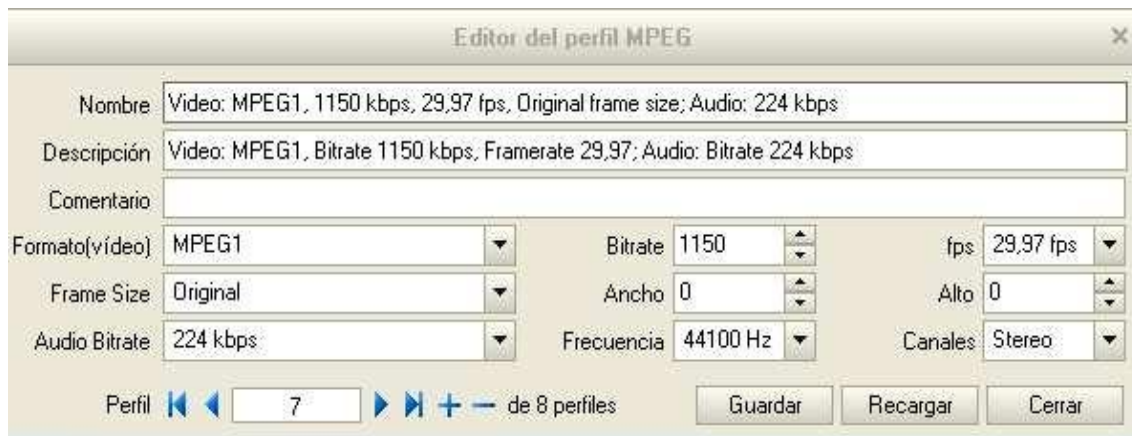 Editor del perfil MPEG
Nombre Video: MPEG1, 1150 kbps, 29,97 fps, Original frame size; Audio: 224 kbps
Descripción Video: MPEG1, Bitrate 1150 kbps, Framerate 29,97; Audio: Bitrate 224 kbps
Comentario
Formato(vídeo) MPEG1 Bitrate 1150 fps 29,97 fps
Frame Size Original Ancho 0 Alto 0
Audio Bitrate 224 kbps Frecuencia 44100 Hz Canales Stereo
Perfil 7 de 8 perfiles Guardar Recargar Cerrar